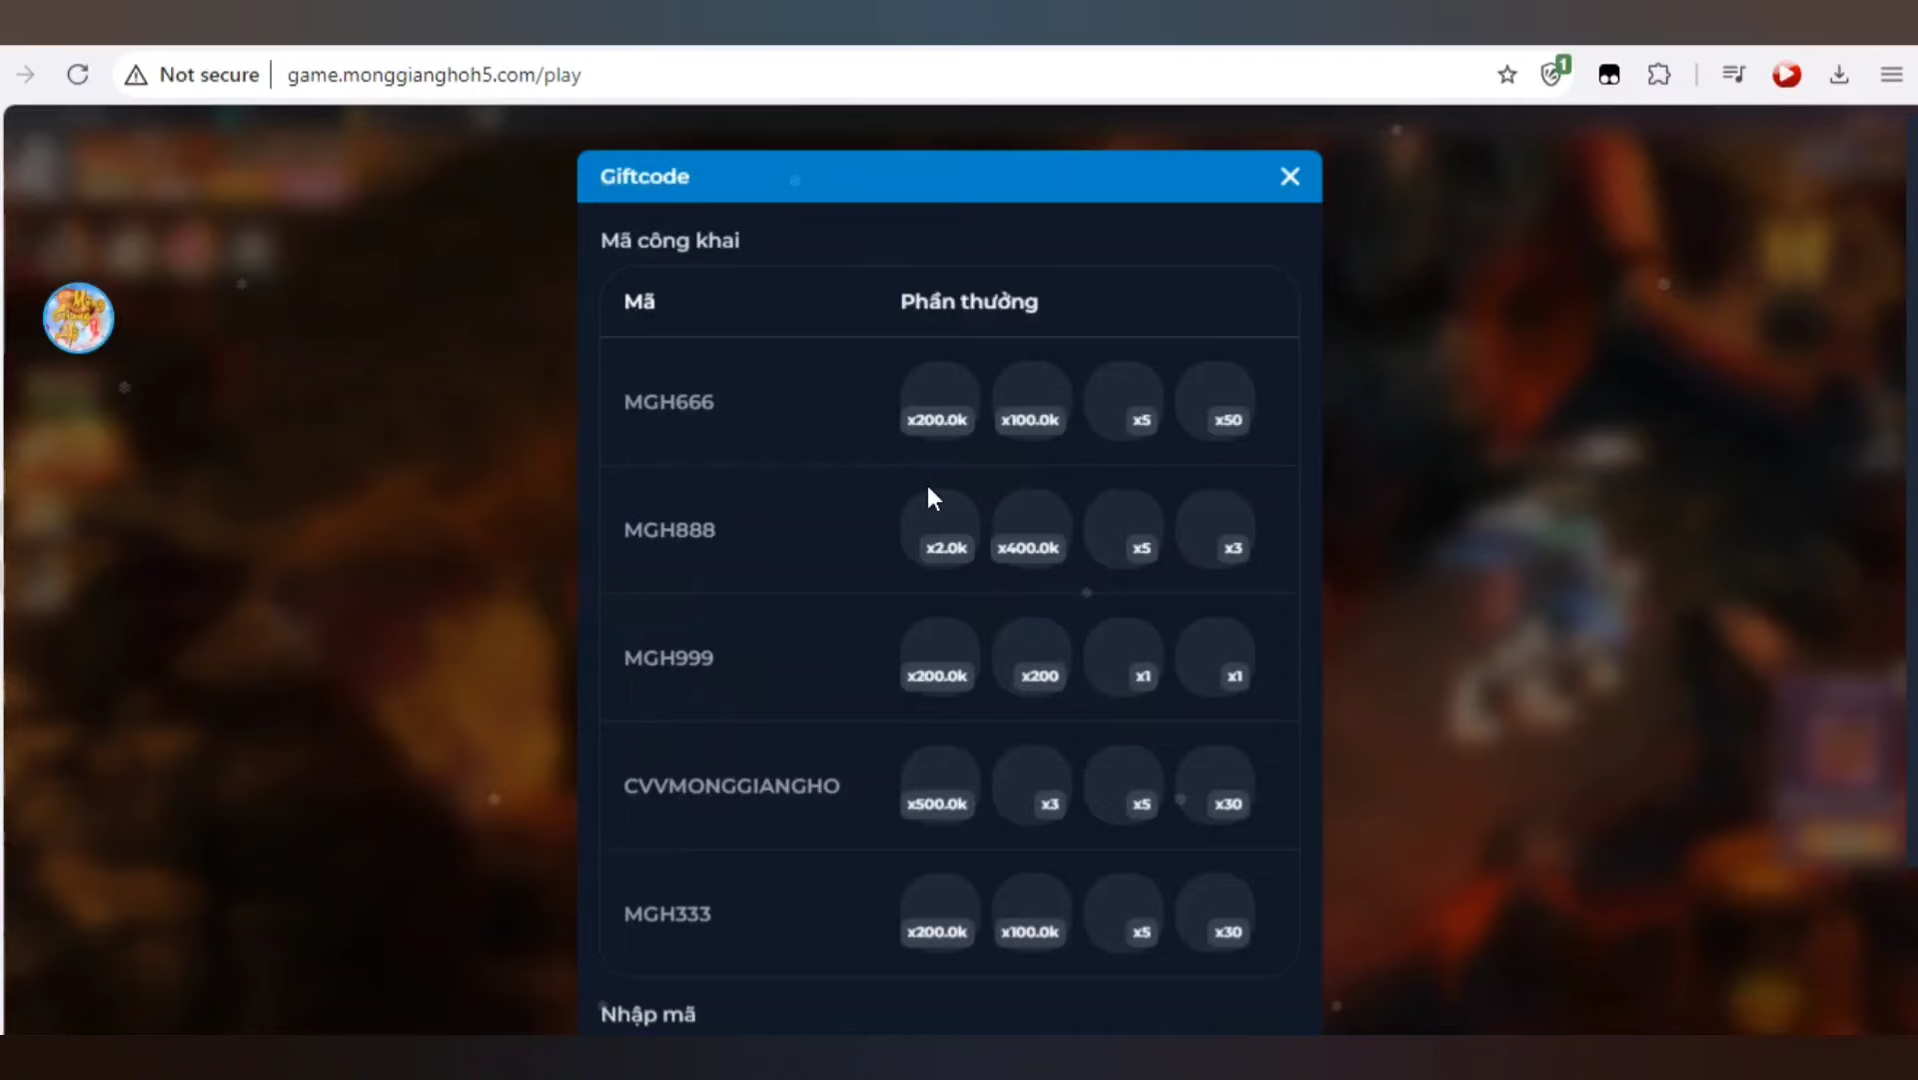 Not secure
game.monggianghoh5.com/play
1
Giftcode
Mã công khai
Mã Phần thưởng
MGH666 x200.0k x100.0k x5 x50
MGH888 x2.0k x400.0k x5 x3
MGH999 x200.0k x200 x1 x1
CVVMONGGIANGHO x500.0k x3 x5 x30
MGH333 x200.0k x100.0k x5 x30
Nhập mã